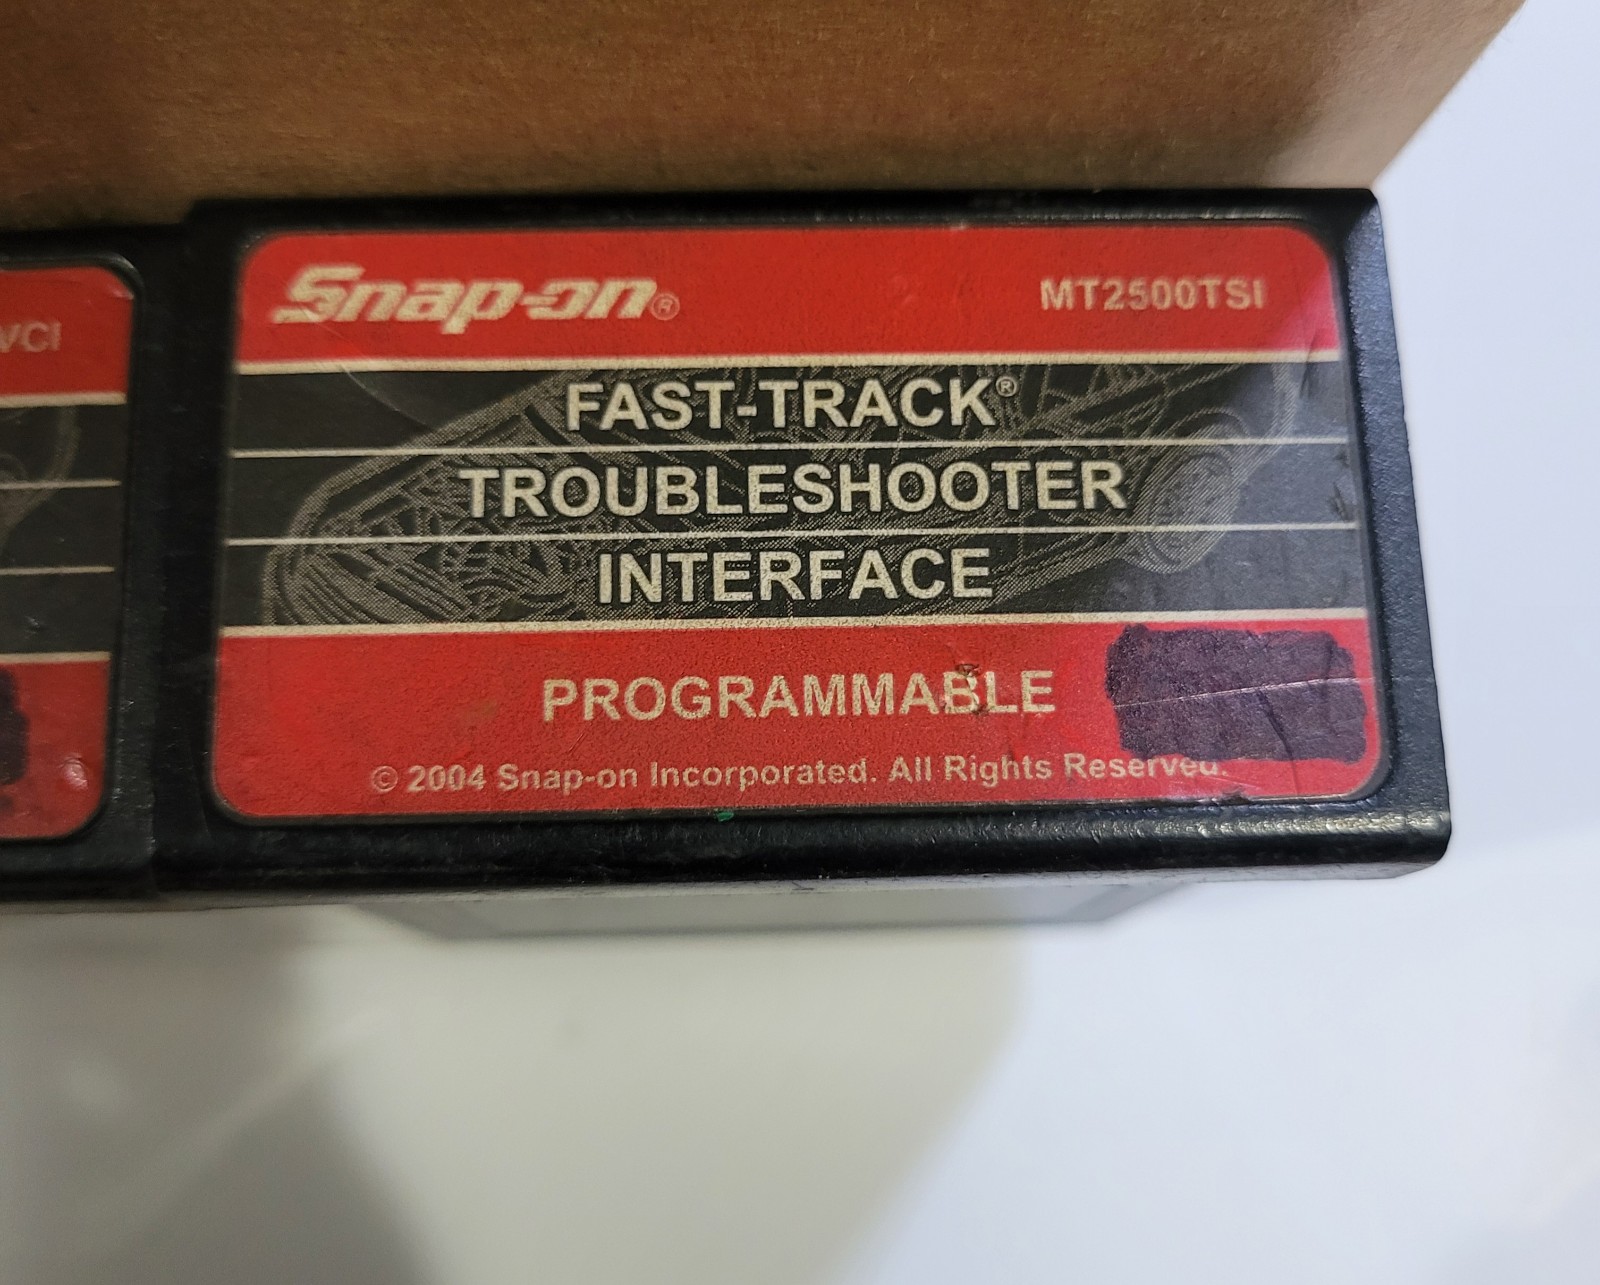 VCI
Snap-on®
MT2500TSI
FAST-TRACK®
TROUBLESHOOTER
INTERFACE
PROGRAMMABLE
© 2004 Snap-on Incorporated. All Rights Reserved.